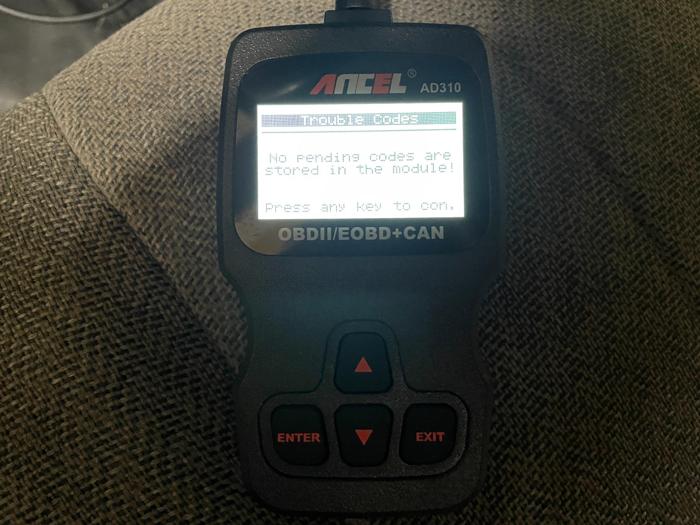 ANCEL®
AD310
Trouble Codes
No pending codes are
stored in the module!
Press any key to con.
OBDII/EOBD+CAN
ENTER
EXIT